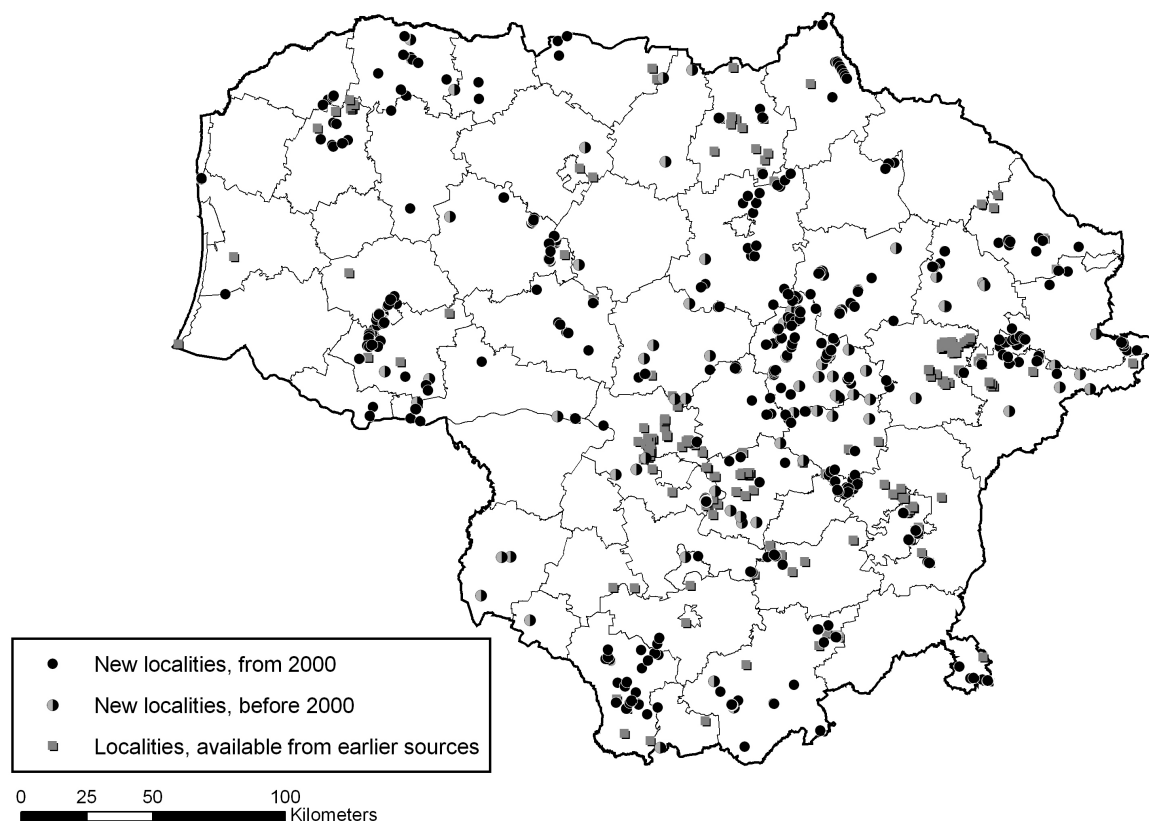 New localities, from 2000
New localities, before 2000
Localities, available from earlier sources
0 25 50 100
Kilometers